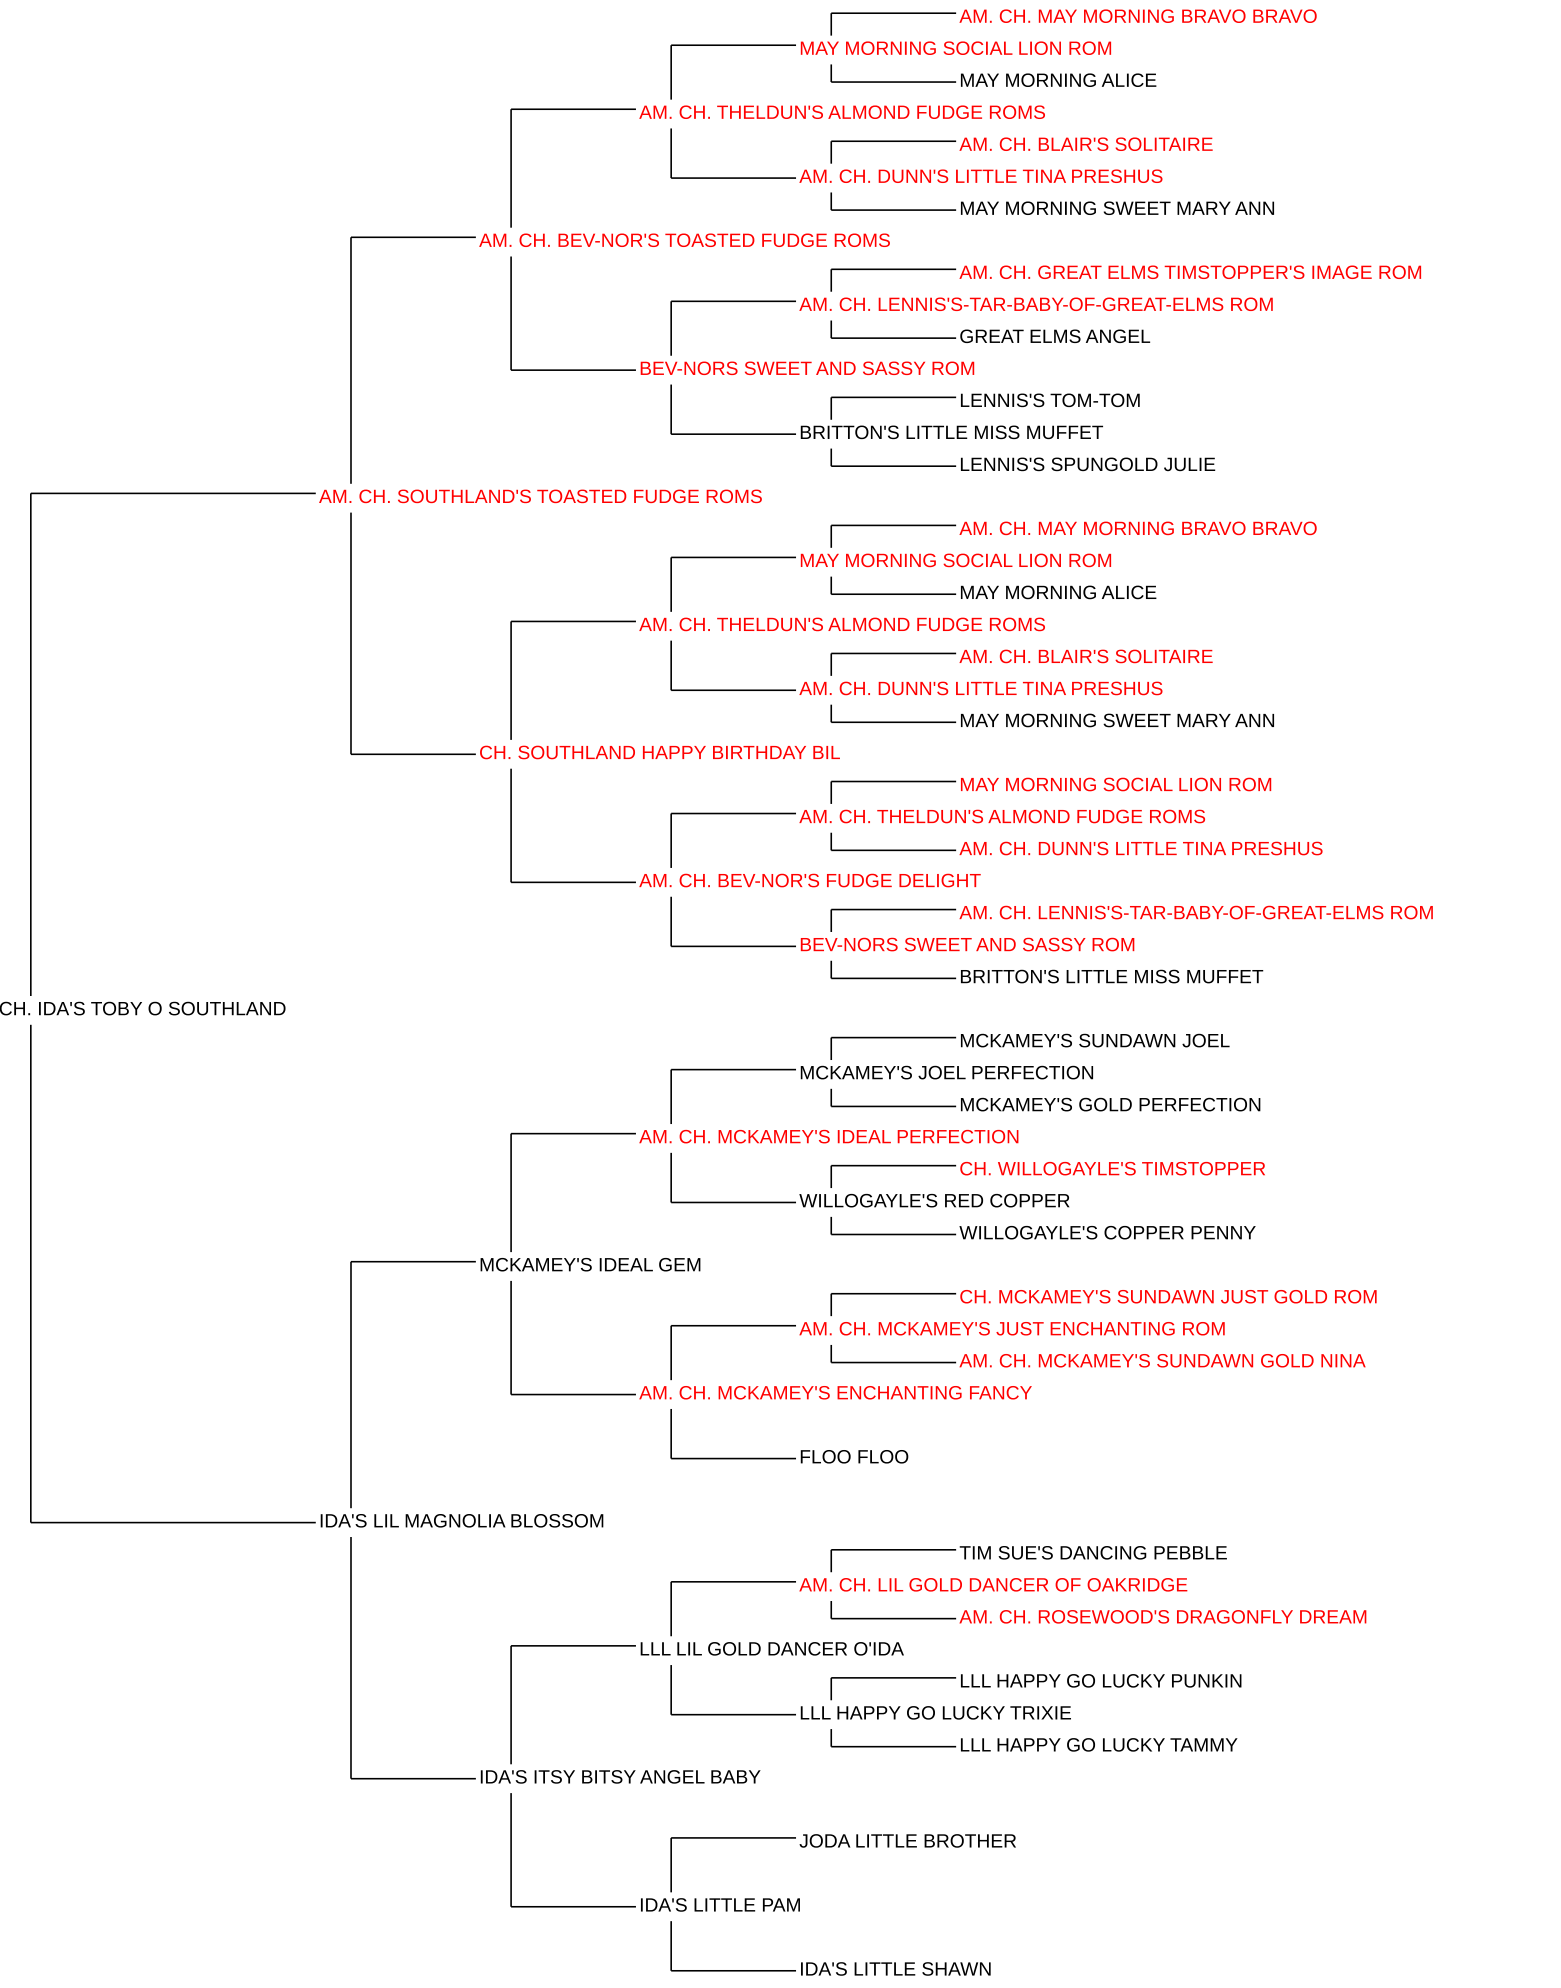 AM. CH. MAY MORNING BRAVO BRAVO
MAY MORNING SOCIAL LION ROM
MAY MORNING ALICE
AM. CH. THELDUN'S ALMOND FUDGE ROMS
AM. CH. BLAIR'S SOLITAIRE
AM. CH. DUNN'S LITTLE TINA PRESHUS
MAY MORNING SWEET MARY ANN
AM. CH. BEV-NOR'S TOASTED FUDGE ROMS
AM. CH. GREAT ELMS TIMSTOPPER'S IMAGE ROM
AM. CH. LENNIS'S-TAR-BABY-OF-GREAT-ELMS ROM
GREAT ELMS ANGEL
BEV-NORS SWEET AND SASSY ROM
LENNIS'S TOM-TOM
BRITTON'S LITTLE MISS MUFFET
LENNIS'S SPUNGOLD JULIE
AM. CH. SOUTHLAND'S TOASTED FUDGE ROMS
AM. CH. MAY MORNING BRAVO BRAVO
MAY MORNING SOCIAL LION ROM
MAY MORNING ALICE
AM. CH. THELDUN'S ALMOND FUDGE ROMS
AM. CH. BLAIR'S SOLITAIRE
AM. CH. DUNN'S LITTLE TINA PRESHUS
MAY MORNING SWEET MARY ANN
CH. SOUTHLAND HAPPY BIRTHDAY BIL
MAY MORNING SOCIAL LION ROM
AM. CH. THELDUN'S ALMOND FUDGE ROMS
AM. CH. DUNN'S LITTLE TINA PRESHUS
AM. CH. BEV-NOR'S FUDGE DELIGHT
AM. CH. LENNIS'S-TAR-BABY-OF-GREAT-ELMS ROM
BEV-NORS SWEET AND SASSY ROM
BRITTON'S LITTLE MISS MUFFET
CH. IDA'S TOBY O SOUTHLAND
MCKAMEY'S SUNDAWN JOEL
MCKAMEY'S JOEL PERFECTION
MCKAMEY'S GOLD PERFECTION
AM. CH. MCKAMEY'S IDEAL PERFECTION
CH. WILLOGAYLE'S TIMSTOPPER
WILLOGAYLE'S RED COPPER
WILLOGAYLE'S COPPER PENNY
MCKAMEY'S IDEAL GEM
CH. MCKAMEY'S SUNDAWN JUST GOLD ROM
AM. CH. MCKAMEY'S JUST ENCHANTING ROM
AM. CH. MCKAMEY'S SUNDAWN GOLD NINA
AM. CH. MCKAMEY'S ENCHANTING FANCY
FLOO FLOO
IDA'S LIL MAGNOLIA BLOSSOM
TIM SUE'S DANCING PEBBLE
AM. CH. LIL GOLD DANCER OF OAKRIDGE
AM. CH. ROSEWOOD'S DRAGONFLY DREAM
LLL LIL GOLD DANCER O'IDA
LLL HAPPY GO LUCKY PUNKIN
LLL HAPPY GO LUCKY TRIXIE
LLL HAPPY GO LUCKY TAMMY
IDA'S ITSY BITSY ANGEL BABY
JODA LITTLE BROTHER
IDA'S LITTLE PAM
IDA'S LITTLE SHAWN